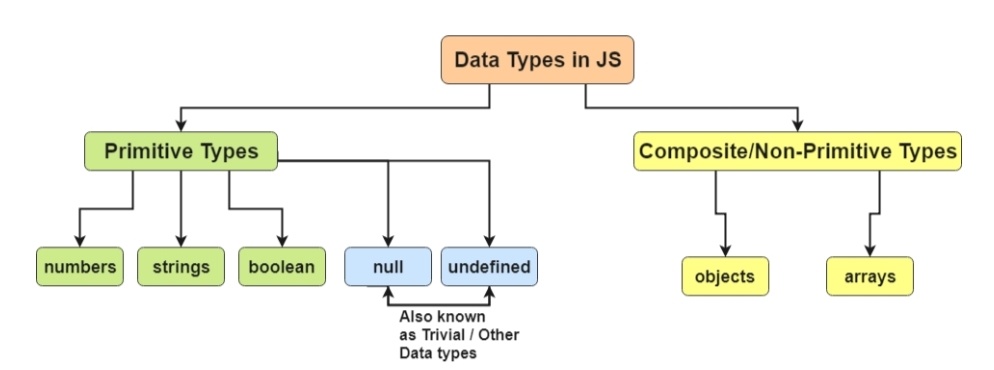 Data Types in JS
Primitive Types
Composite/Non-Primitive Types
numbers
strings
boolean
null
undefined
objects
arrays
Also known
as Trivial / Other
Data types